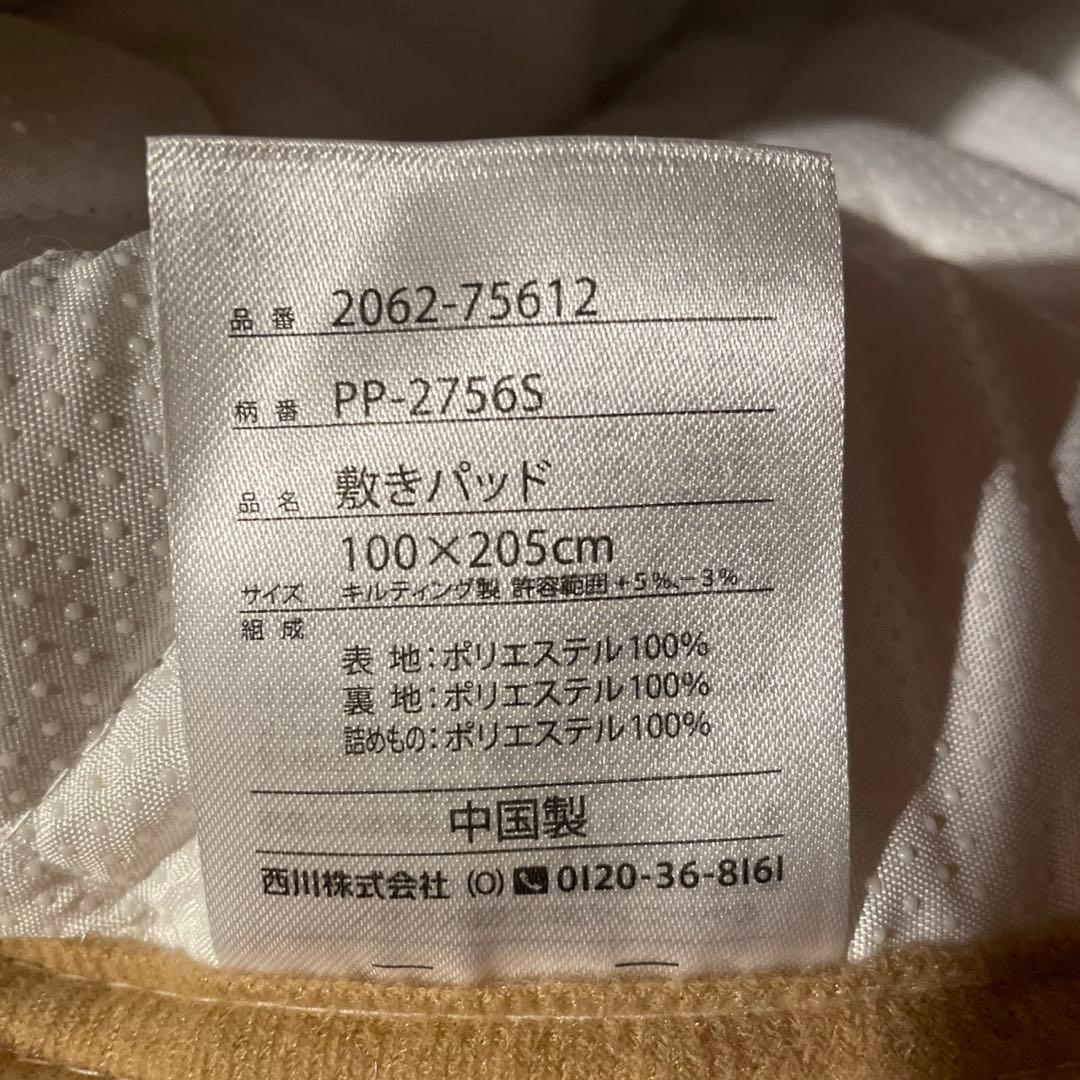 品番 2062-75612
柄番 PP-2756S
品名 敷きパッド
100×205cm
サイズ キルティング製 許容範囲+5%、-3%
組成
表地:ポリエステル100%
裏地:ポリエステル100%
詰めもの:ポリエステル100%
中国製
西川株式会社 (O) 0120-36-8161